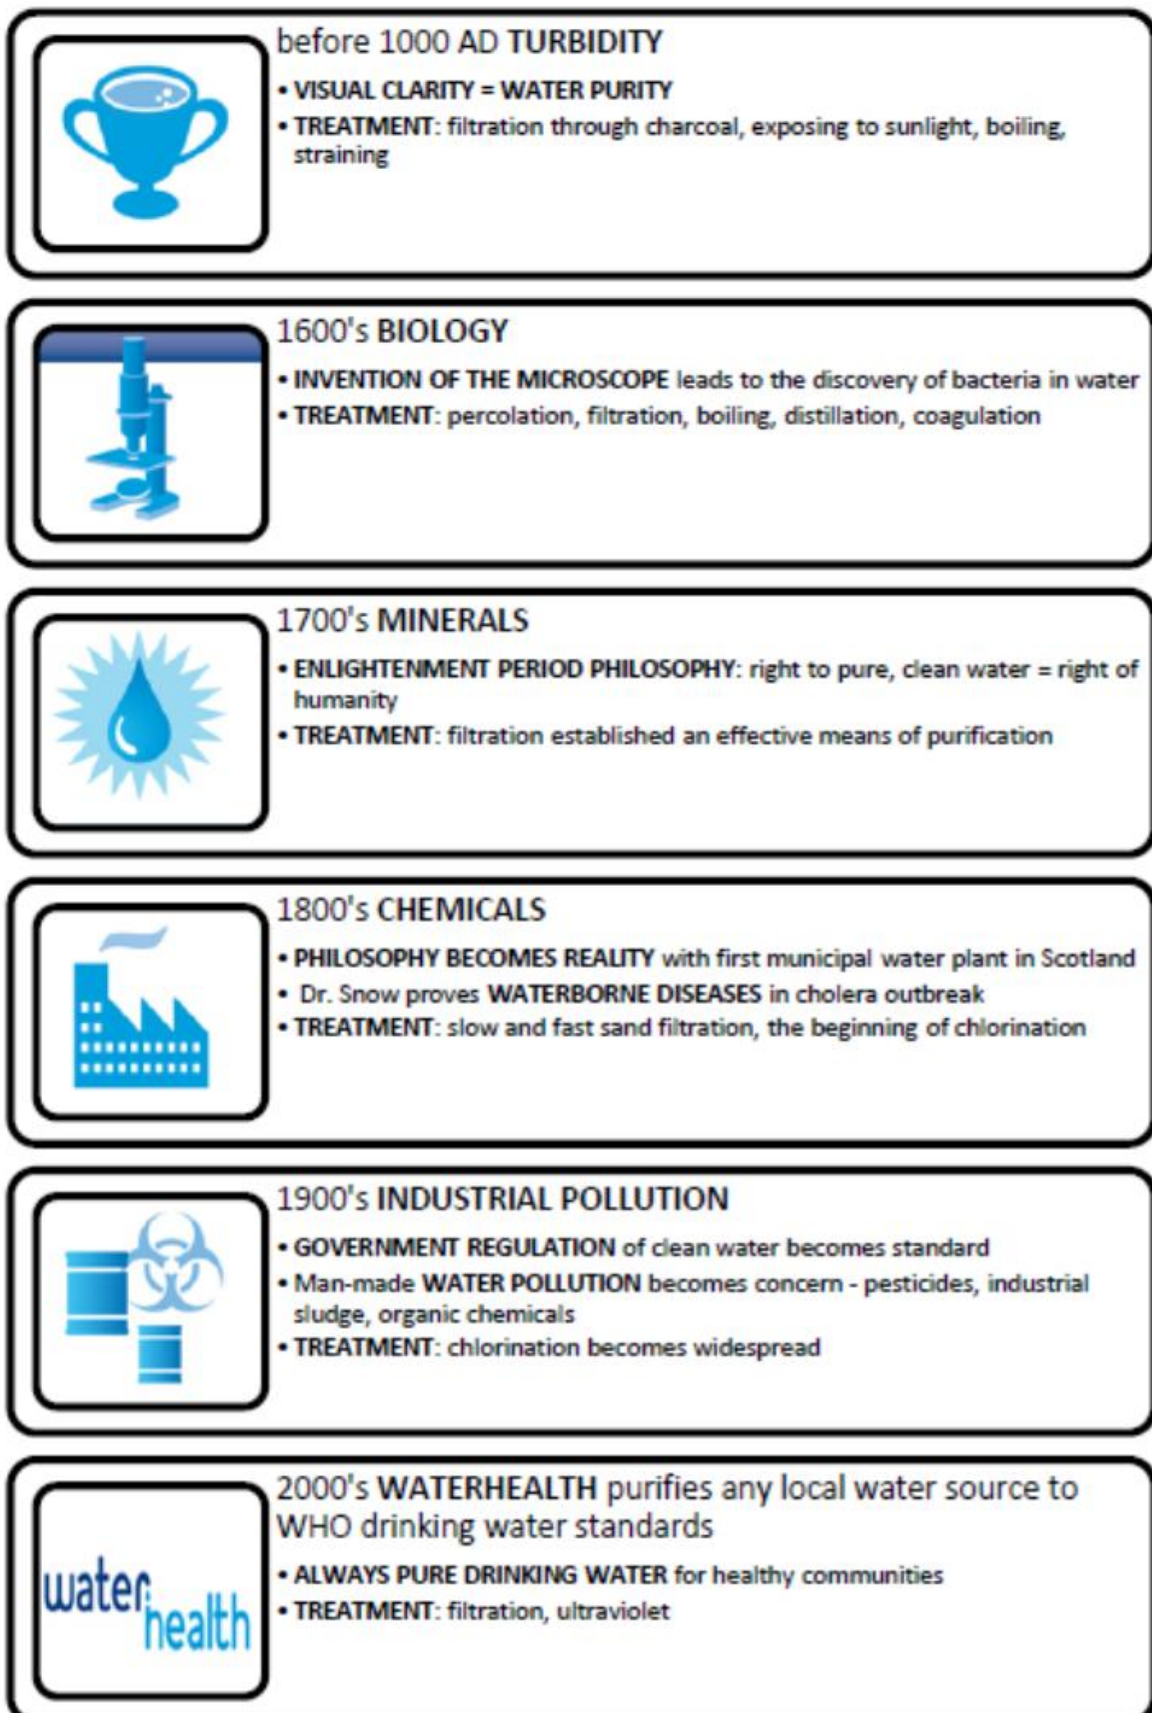 before 1000 AD TURBIDITY
• VISUAL CLARITY = WATER PURITY
• TREATMENT: filtration through charcoal, exposing to sunlight, boiling,
straining
1600's BIOLOGY
• INVENTION OF THE MICROSCOPE leads to the discovery of bacteria in water
• TREATMENT: percolation, filtration, boiling, distillation, coagulation
1700's MINERALS
• ENLIGHTENMENT PERIOD PHILOSOPHY: right to pure, clean water = right of
humanity
• TREATMENT: filtration established an effective means of purification
1800's CHEMICALS
• PHILOSOPHY BECOMES REALITY with first municipal water plant in Scotland
• Dr. Snow proves WATERBORNE DISEASES in cholera outbreak
• TREATMENT: slow and fast sand filtration, the beginning of chlorination
1900's INDUSTRIAL POLLUTION
• GOVERNMENT REGULATION of clean water becomes standard
• Man-made WATER POLLUTION becomes concern - pesticides, industrial
sludge, organic chemicals
• TREATMENT: chlorination becomes widespread
water
health
2000's WATERHEALTH purifies any local water source to
WHO drinking water standards
• ALWAYS PURE DRINKING WATER for healthy communities
• TREATMENT: filtration, ultraviolet